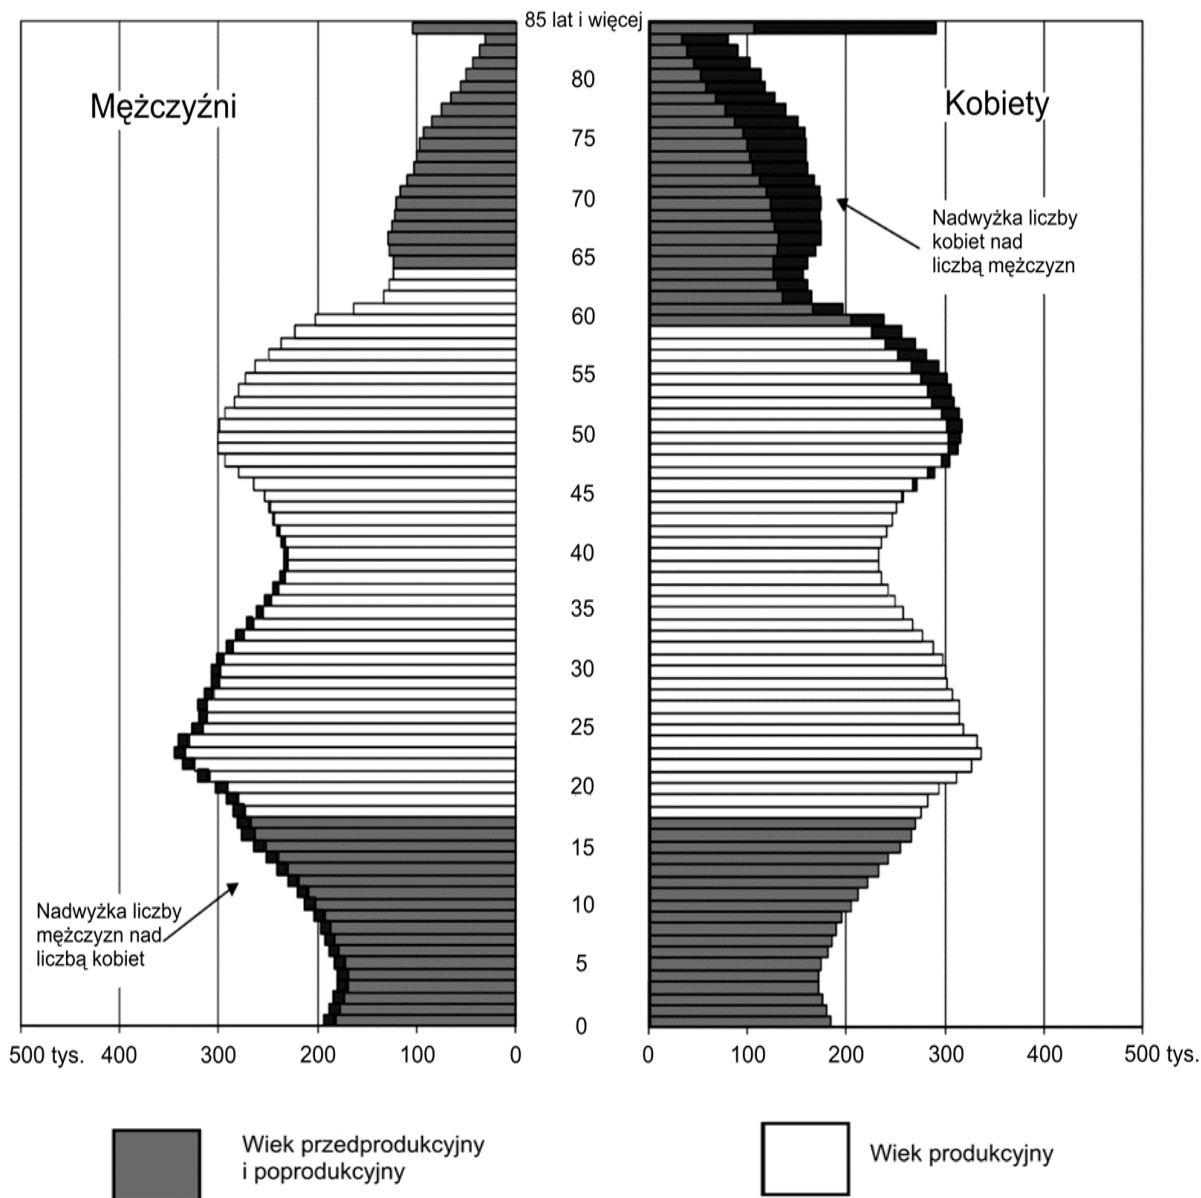 85 lat i więcej
Mężczyźni
Kobiety
80
75
70
65
60
55
50
45
40
35
30
25
20
15
10
5
0
Nadwyżka liczby
kobiet nad
liczbą mężczyzn
Nadwyżka liczby
mężczyzn nad
liczbą kobiet
500 tys. 400 300 200 100 0
0 100 200 300 400 500 tys.
Wiek przedprodukcyjny
i poprodukcyjny
Wiek produkcyjny